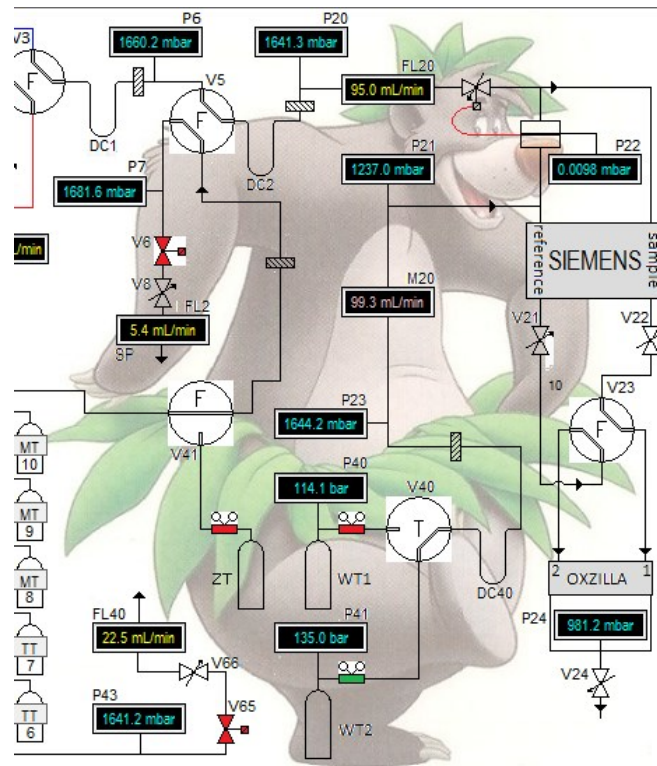 V3
P6
1660.2 mbar
P20
1641.3 mbar
F
V5
FL20
95.0 mL/min
F
DC1
DC2
P21
1237.0 mbar
P22
0.0098 mbar
P7
1681.6 mbar
reference
sample
SIEMENS
V6
M20
99.3 mL/min
V8
FL2
5.4 mL/min
V21
V22
SP
10
V23
P23
1644.2 mbar
F
F
V41
P40
114.1 bar
V40
T
MT
10
MT
9
ZT
WT1
DC40
2
1
OXZILLA
MT
8
P41
135.0 bar
P24
981.2 mbar
FL40
22.5 mL/min
TT
7
V66
V24
P43
1641.2 mbar
V65
WT2
TT
6